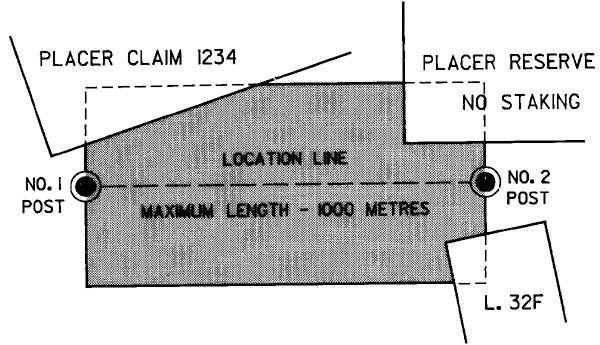 PLACER CLAIM 1234
PLACER RESERVE
NO STAKING
LOCATION LINE
NO. 1
POST
NO. 2
POST
MAXIMUM LENGTH - 1000 METRES
L. 32F